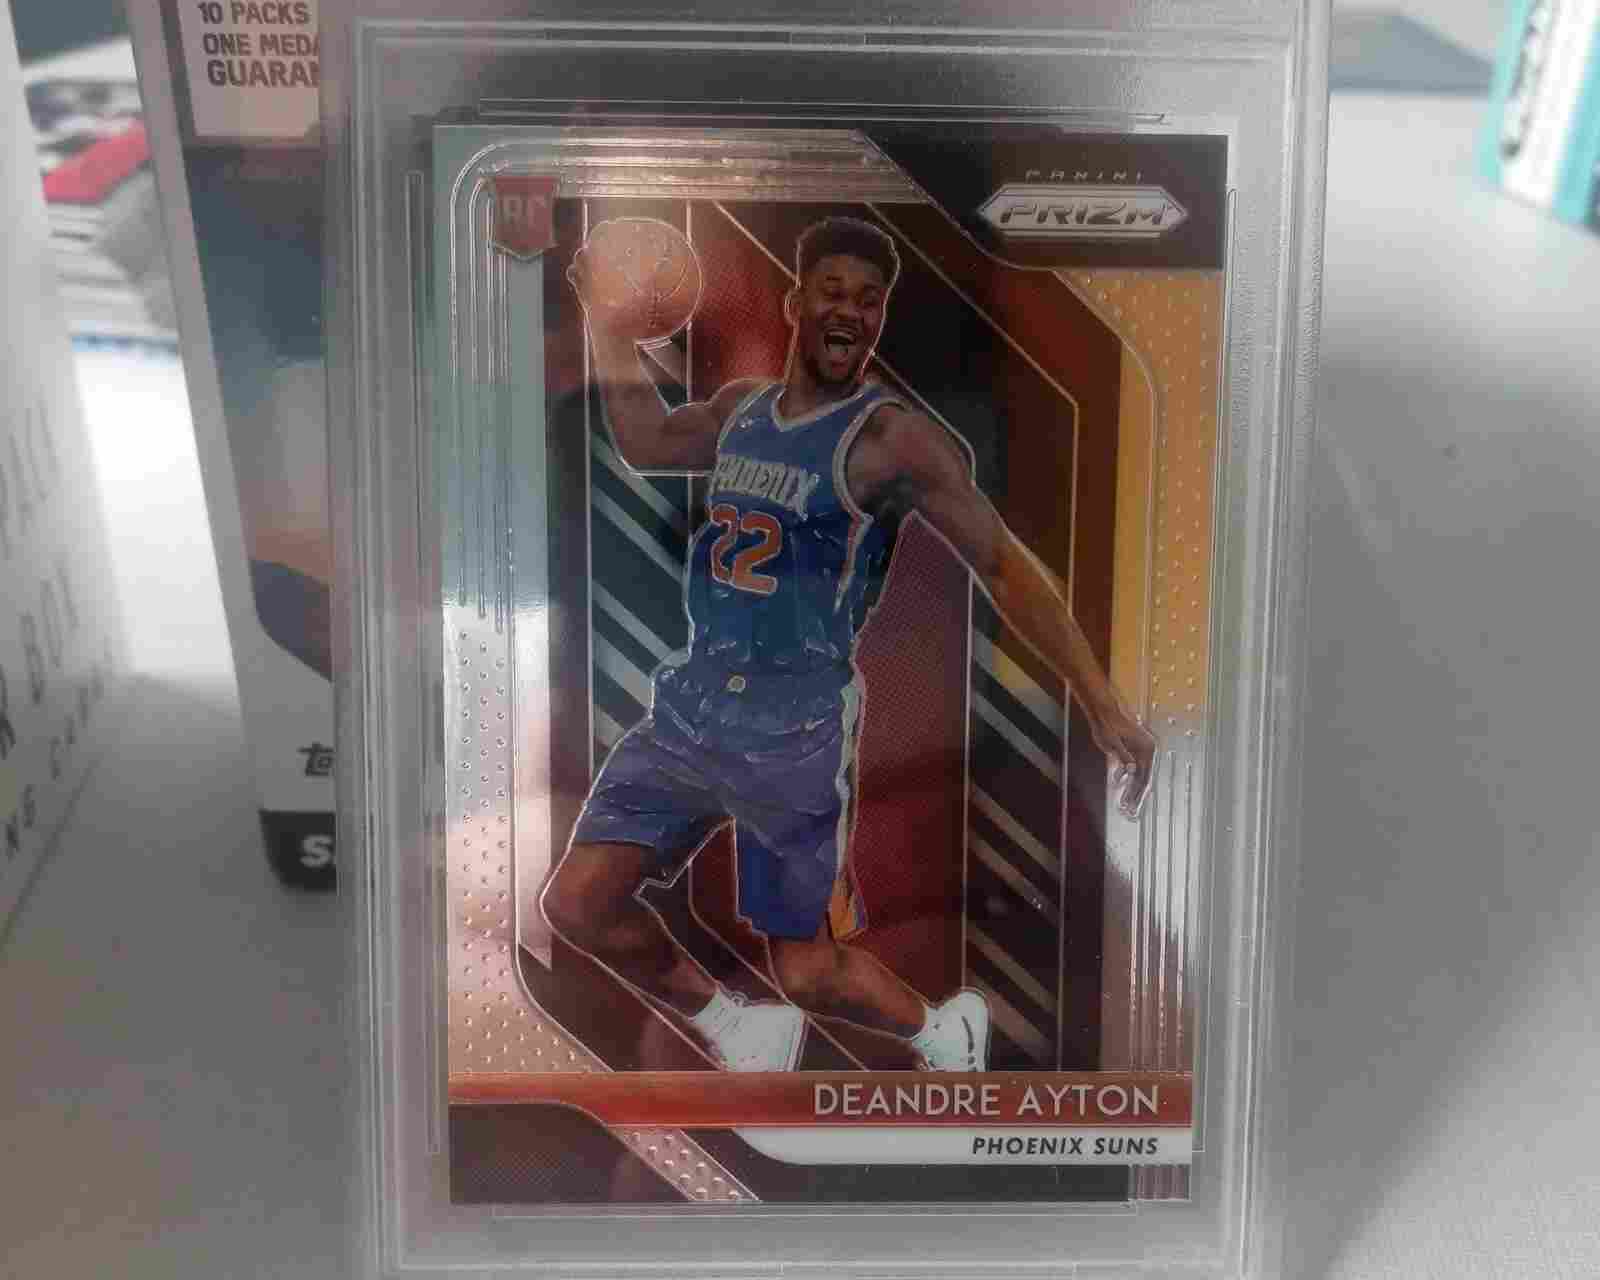 10 PACKS
ONE MEDA
GUARAN
RC
PANINI
PRIZM
PHOENIX
22
DEANDRE AYTON
PHOENIX SUNS